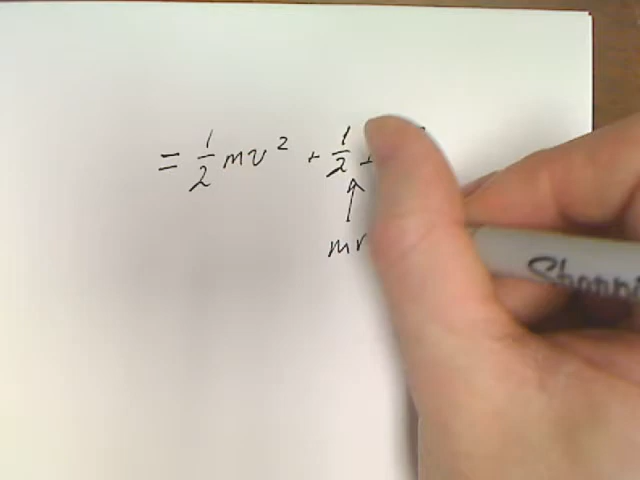 = 1/2 mv² + 1/2
mr
Sharpi